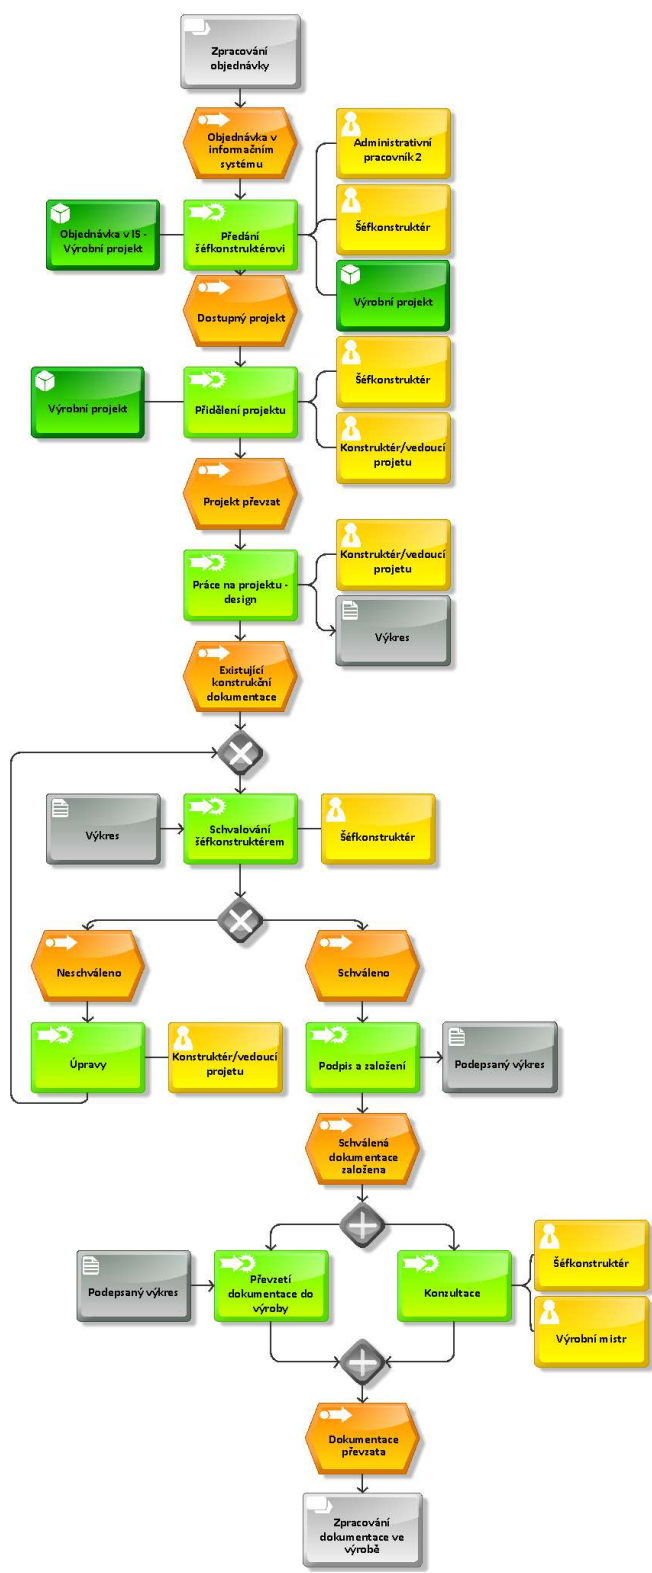 Zpracování
objednávky
Objednávka v
informačním
systému
Administrativní
pracovník 2
Šéfkonstruktér
Objednávka v IS -
Výrobní projekt
Předání
šéfkonstruktérovi
Výrobní projekt
Dostupný projekt
Šéfkonstruktér
Výrobní projekt
Přidělení projektu
Konstruktér/vedoucí
projetu
Projekt převzat
Konstruktér/vedoucí
projetu
Práce na projektu -
design
Výkres
Existující
konstrukční
dokumentace
Výkres
Schvalování
šéfkonstruktérem
Šéfkonstruktér
Neschváleno
Schváleno
Úpravy
Konstruktér/vedoucí
projetu
Podpis a založení
Podepsaný výkres
Schválená
dokumentace
založena
Podepsaný výkres
Převzetí
dokumentace do
výroby
Konzultace
Šéfkonstruktér
Výrobní mistr
Dokumentace
převzata
Zpracování
dokumentace ve
výrobě